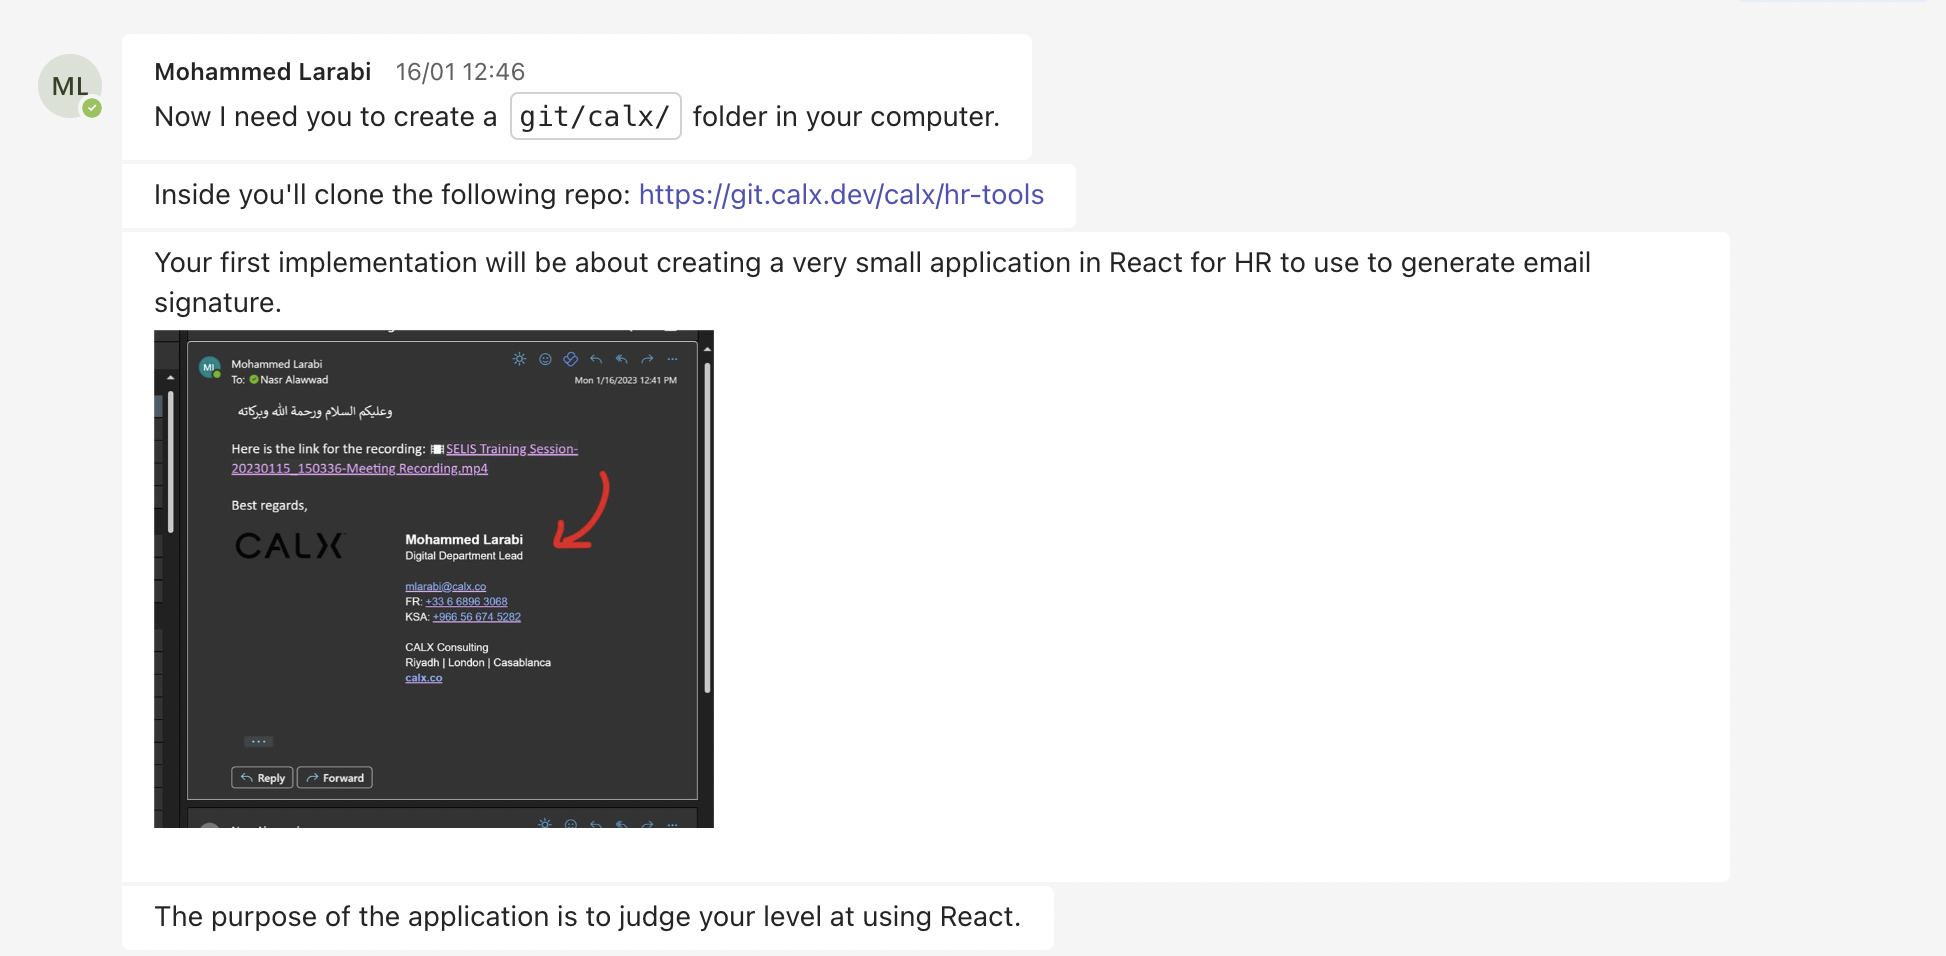 ML
Mohammed Larabi 16/01 12:46
Now I need you to create a git/calx/ folder in your computer.
Inside you'll clone the following repo: https://git.calx.dev/calx/hr-tools
Your first implementation will be about creating a very small application in React for HR to use to generate email
signature.
Mohammed Larabi
To: Nasr Alawwad
Mon 1/16/2023 12:41 PM
وعليكم السلام ورحمة الله وبركاته
Here is the link for the recording: SELIS Training Session-
20230115_150336-Meeting Recording.mp4
Best regards,
CALX
Mohammed Larabi
Digital Department Lead
mlarabi@calx.co
FR: +33 6 6896 3068
KSA: +966 56 674 5282
CALX Consulting
Riyadh | London | Casablanca
calx.co
Reply Forward
The purpose of the application is to judge your level at using React.